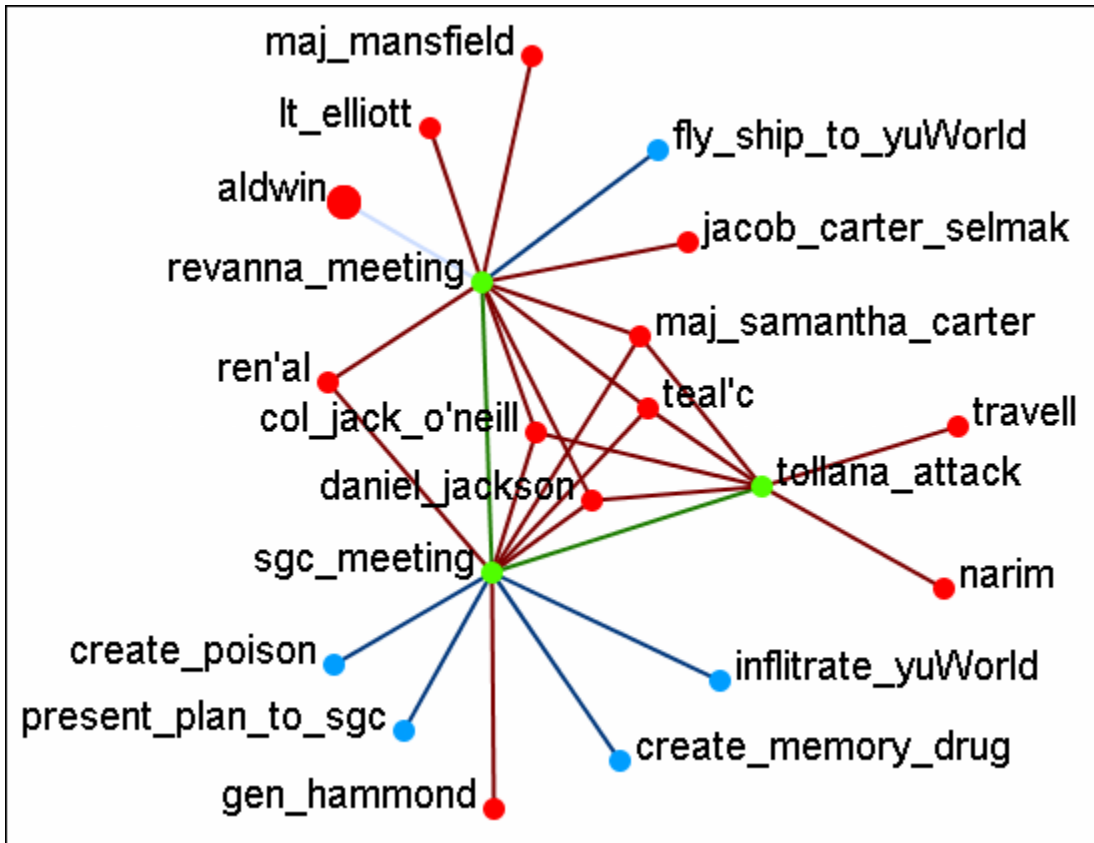 maj_mansfield
lt_elliott
fly_ship_to_yuWorld
aldwin
jacob_carter_selmak
revanna_meeting
maj_samantha_carter
ren'al
teal'c
col_jack_o'neill
travell
tollana_attack
daniel_jackson
sgc_meeting
narim
create_poison
inflitrate_yuWorld
present_plan_to_sgc
create_memory_drug
gen_hammond